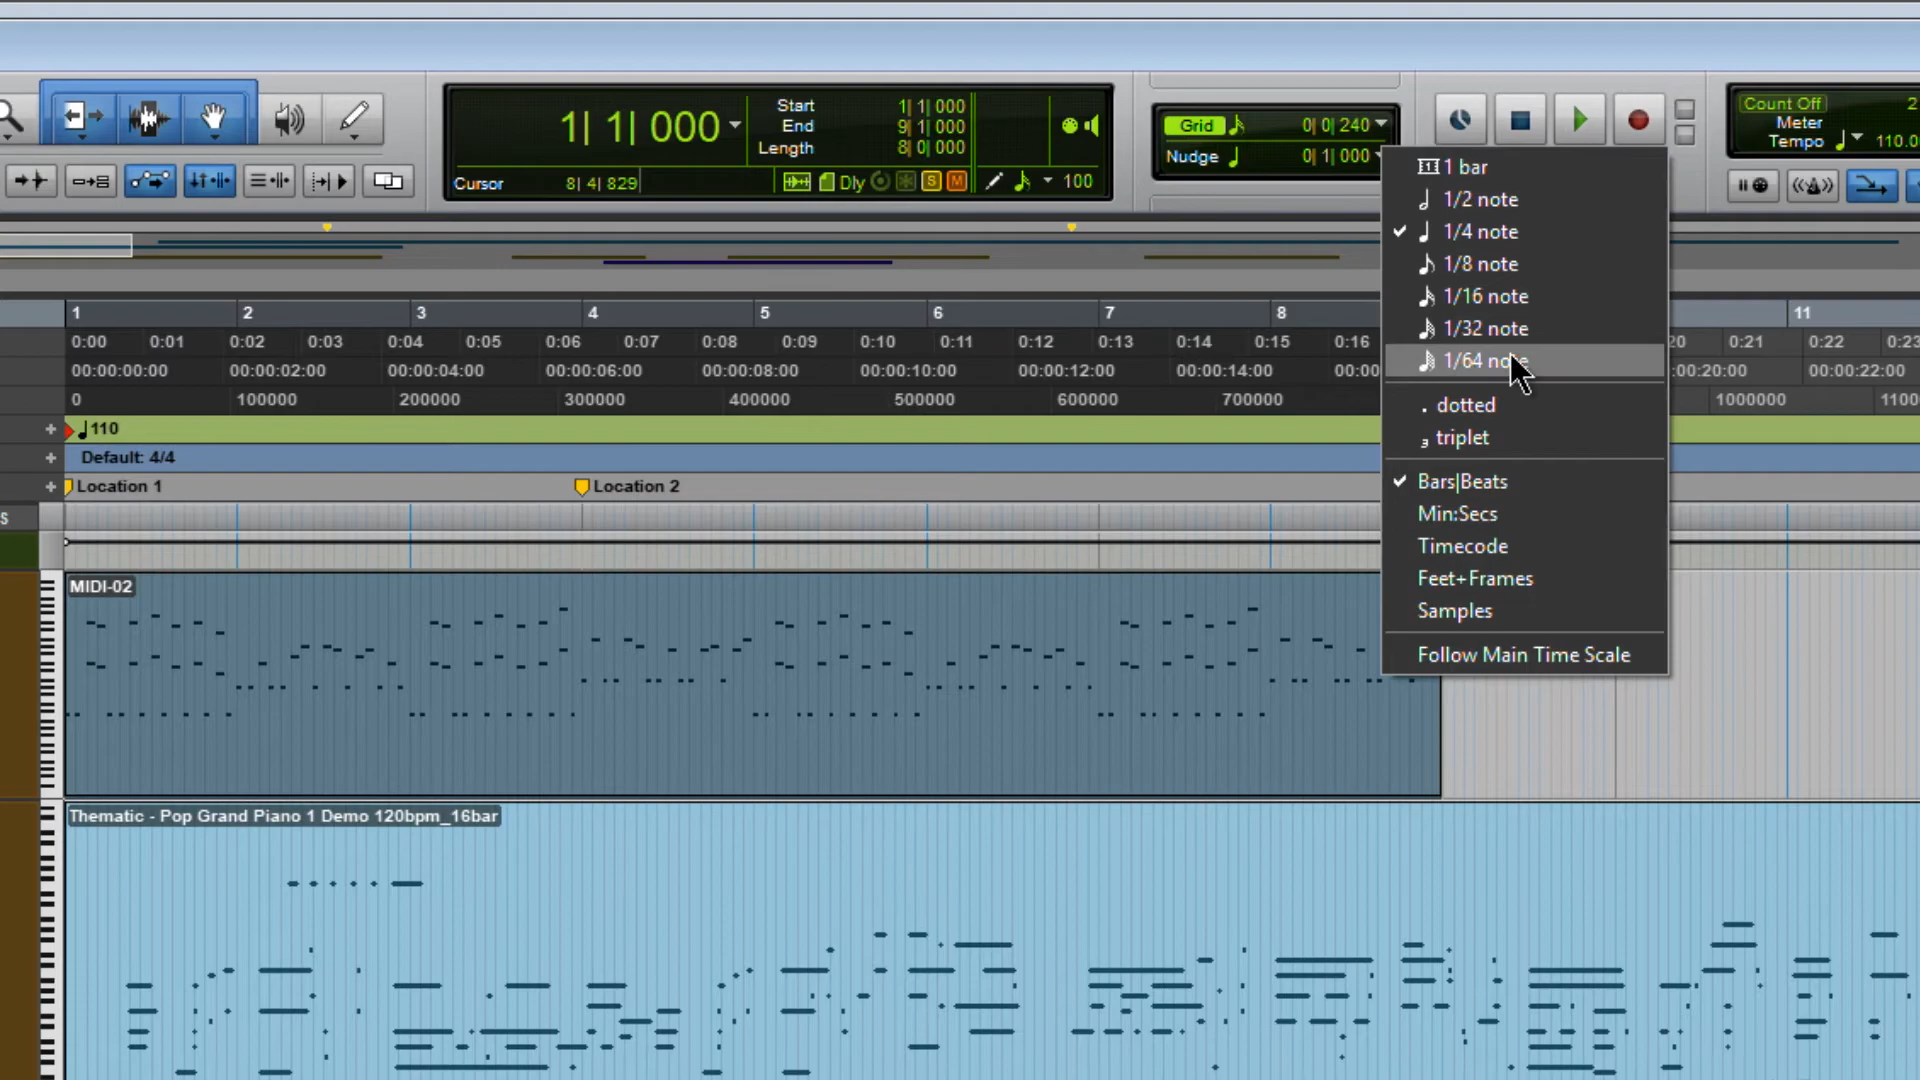 1| 1| 000
Start 1| 1| 000
End 9| 1| 000
Length 8| 0| 000
Cursor 8| 4| 829
Dly S M 100
Grid 0| 0| 240
Nudge 0| 1| 000
Count Off 2
Meter
Tempo 110.0
1 bar
1/2 note
1/4 note
1/8 note
1/16 note
1/32 note
1/64 note
. dotted
3 triplet
Bars|Beats
Min:Secs
Timecode
Feet+Frames
Samples
Follow Main Time Scale
1 2 3 4 5 6 7 8 11
0:00 0:01 0:02 0:03 0:04 0:05 0:06 0:07 0:08 0:09 0:10 0:11 0:12 0:13 0:14 0:15 0:16 20 0:21 0:22 0:23
00:00:00:00 00:00:02:00 00:00:04:00 00:00:06:00 00:00:08:00 00:00:10:00 00:00:12:00 00:00:14:00 00:00 :00:20:00 00:00:22:00
0 100000 200000 300000 400000 500000 600000 700000 1000000 1100
+ 110
+ Default: 4/4
+ Location 1 Location 2
S
MIDI-02
Thematic - Pop Grand Piano 1 Demo 120bpm_16bar